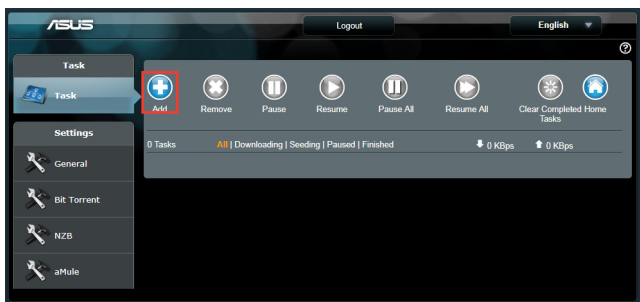 ASUS
Logout
English
Task
Task
Add
Remove
Pause
Resume
Pause All
Resume All
Clear Completed
Tasks
Home
Settings
0 Tasks
All | Downloading | Seeding | Paused | Finished
0 KBps
0 KBps
General
Bit Torrent
NZB
aMule